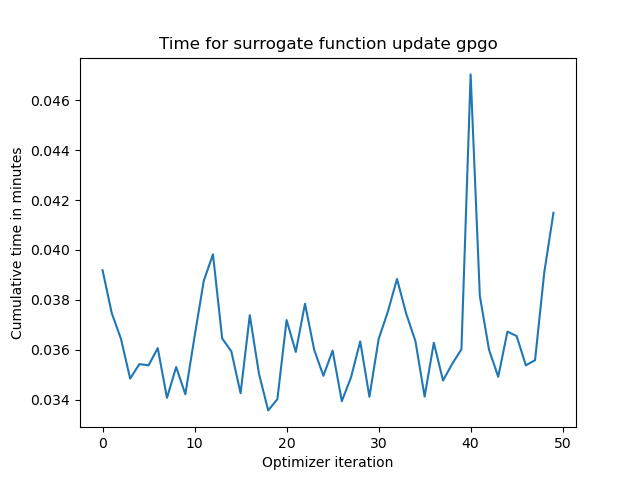 Time for surrogate function update gpgo
Cumulative time in minutes
0.046
0.044
0.042
0.040
0.038
0.036
0.034
0 10 20 30 40 50
Optimizer iteration